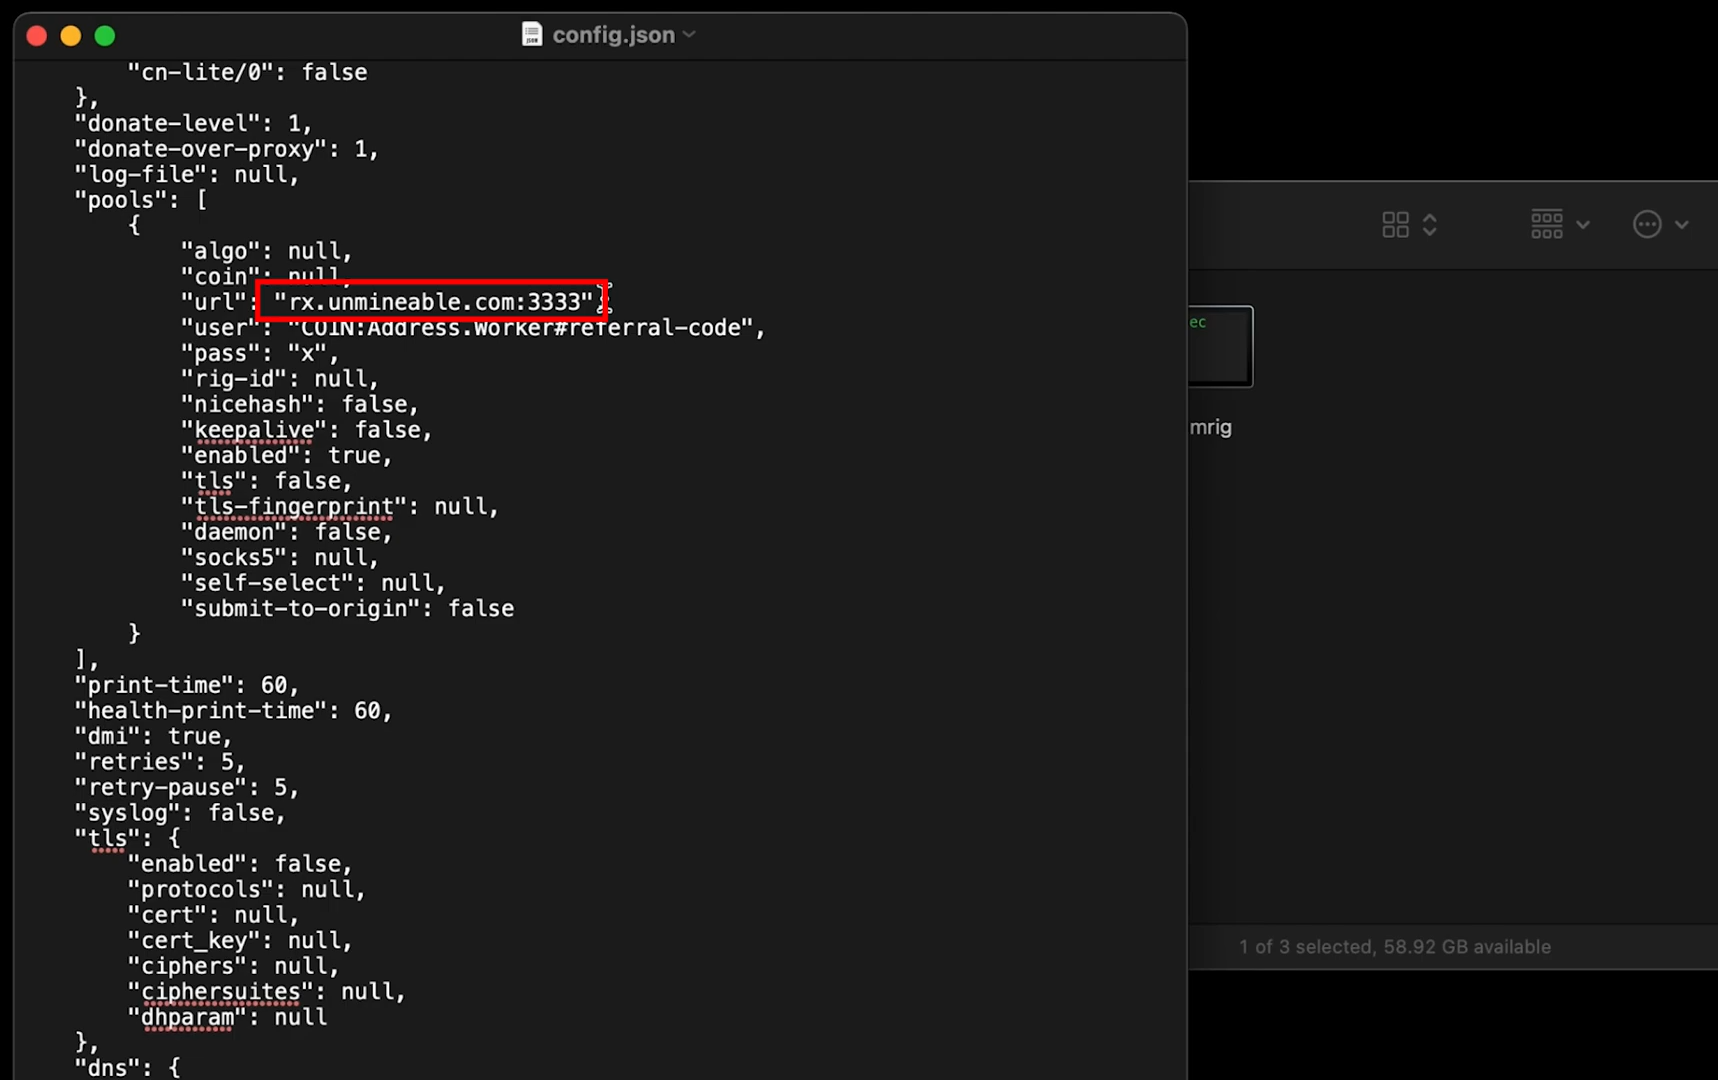 config.json
"cn-lite/0": false
},
"donate-level": 1,
"donate-over-proxy": 1,
"log-file": null,
"pools": [
{
"algo": null,
"coin": null,
"url": "rx.unmineable.com:3333",
"user": "COIN:Address.Worker#referral-code",
"pass": "x",
"rig-id": null,
"nicehash": false,
"keepalive": false,
"enabled": true,
"tls": false,
"tls-fingerprint": null,
"daemon": false,
"socks5": null,
"self-select": null,
"submit-to-origin": false
}
],
"print-time": 60,
"health-print-time": 60,
"dmi": true,
"retries": 5,
"retry-pause": 5,
"syslog": false,
"tls": {
"enabled": false,
"protocols": null,
"cert": null,
"cert_key": null,
"ciphers": null,
"ciphersuites": null,
"dhparam": null
},
"dns": {
ec
mrig
1 of 3 selected, 58.92 GB available